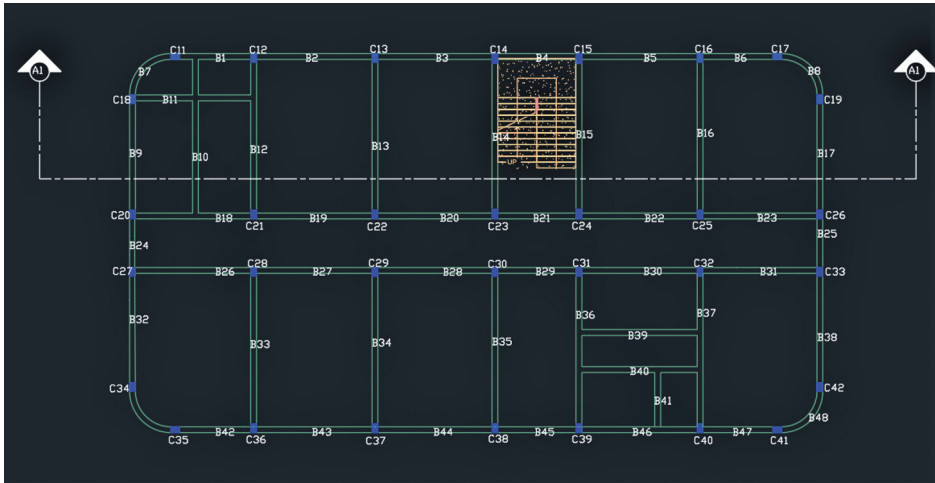 C11 B1 C12 B2 C13 B3 C14 B4 C15 B5 C16 B6 C17
A1 B7 B8 A1
C18 B11 C19
B9 B10 B12 B13 B14 B15 B16 B17
UP
C20 B18 C21 B19 C22 B20 C23 B21 C24 B22 C25 B23 C26
B24 B25
C27 B26 C28 B27 C29 B28 C30 B29 C31 B30 C32 B31 C33
B32 B33 B34 B35 B36 B37 B38
B39
B40
C34 B41 C42
B48
C35 B42 C36 B43 C37 B44 C38 B45 C39 B46 C40 B47 C41